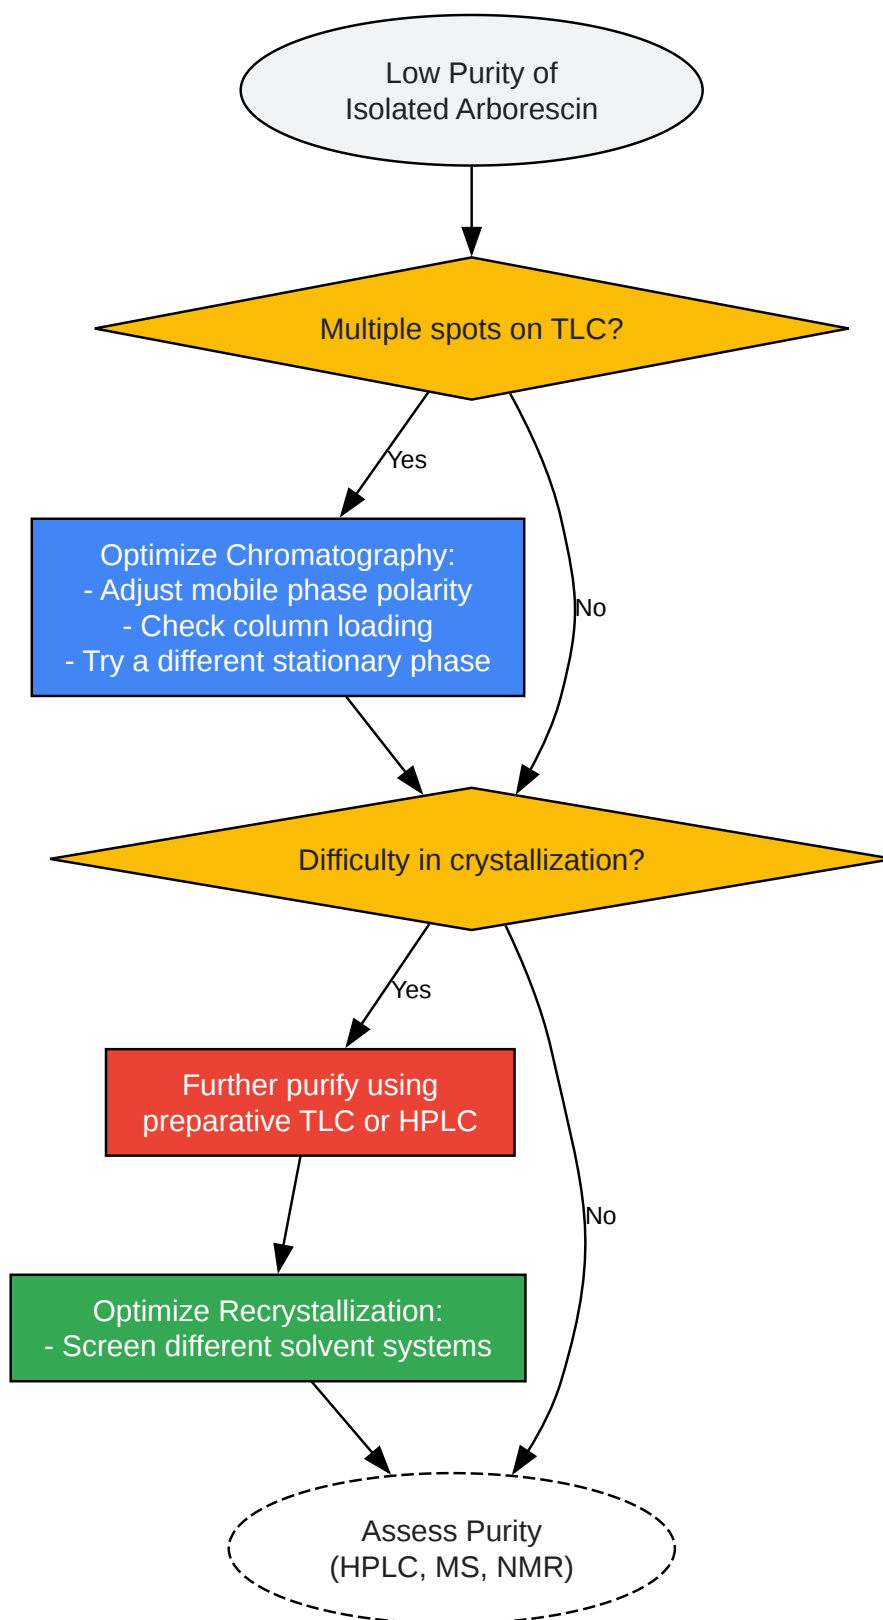 Low Purity of
Isolated Arborescin
Multiple spots on TLC?
Yes
No
Optimize Chromatography:
- Adjust mobile phase polarity
- Check column loading
- Try a different stationary phase
Difficulty in crystallization?
Yes
No
Further purify using
preparative TLC or HPLC
Optimize Recrystallization:
- Screen different solvent systems
Assess Purity
(HPLC, MS, NMR)